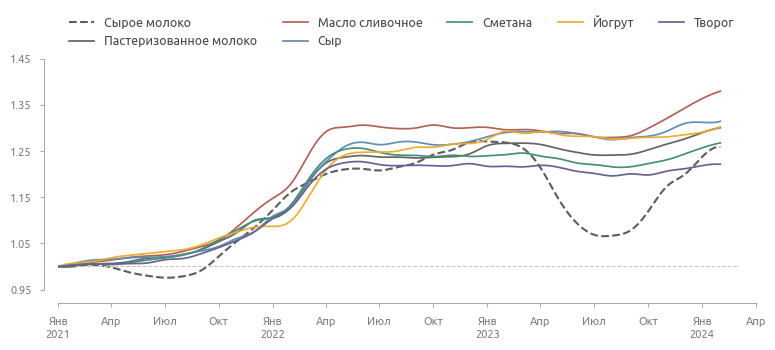 Сырое молоко Масло сливочное Сметана Йогрут Творог
Пастеризованное молоко Сыр
1.45
1.35
1.25
1.15
1.05
0.95
Янв Апр Июл Окт Янв Апр Июл Окт Янв Апр Июл Окт Янв Апр
2021 2022 2023 2024